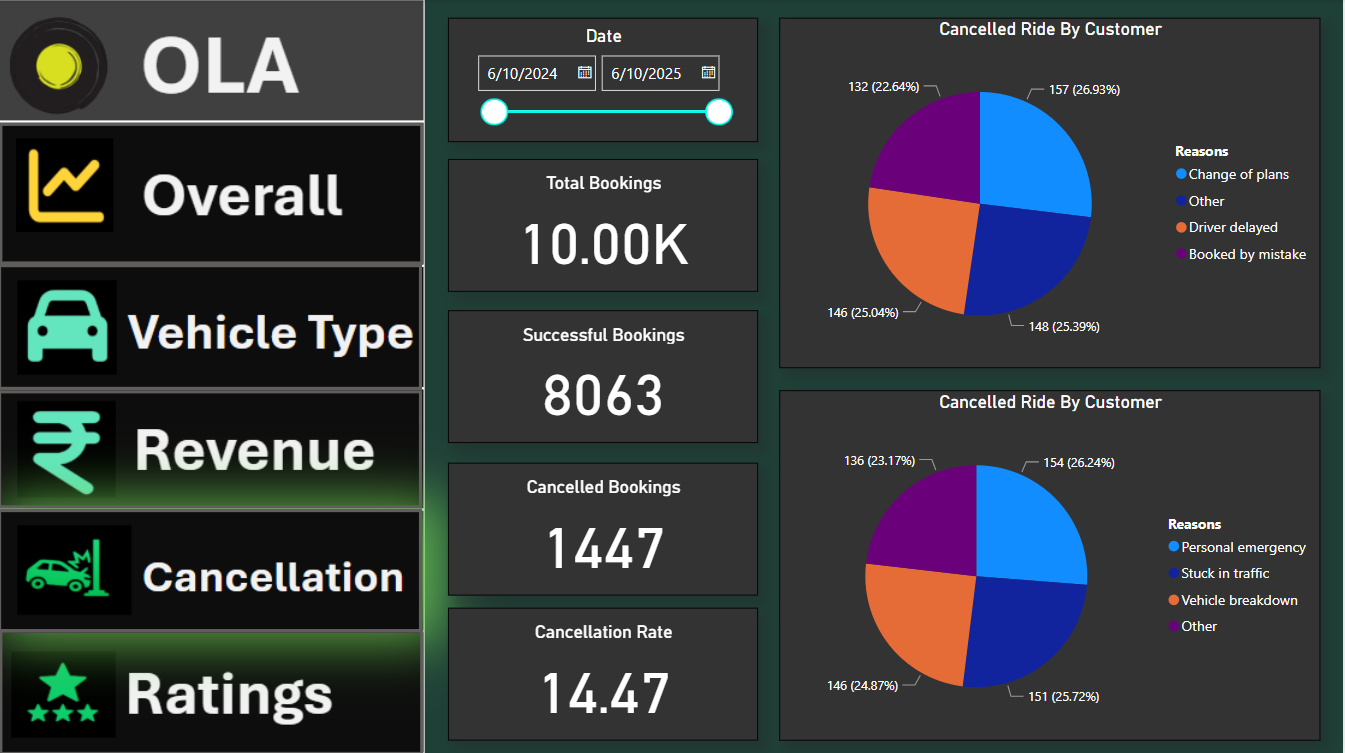 OLA
Overall
Vehicle Type
Revenue
Cancellation
Ratings
Date
6/10/2024 6/10/2025
Total Bookings
10.00K
Successful Bookings
8063
Cancelled Bookings
1447
Cancellation Rate
14.47
Cancelled Ride By Customer
132 (22.64%)
157 (26.93%)
146 (25.04%)
148 (25.39%)
Reasons
Change of plans
Other
Driver delayed
Booked by mistake
Cancelled Ride By Customer
136 (23.17%)
154 (26.24%)
146 (24.87%)
151 (25.72%)
Reasons
Personal emergency
Stuck in traffic
Vehicle breakdown
Other